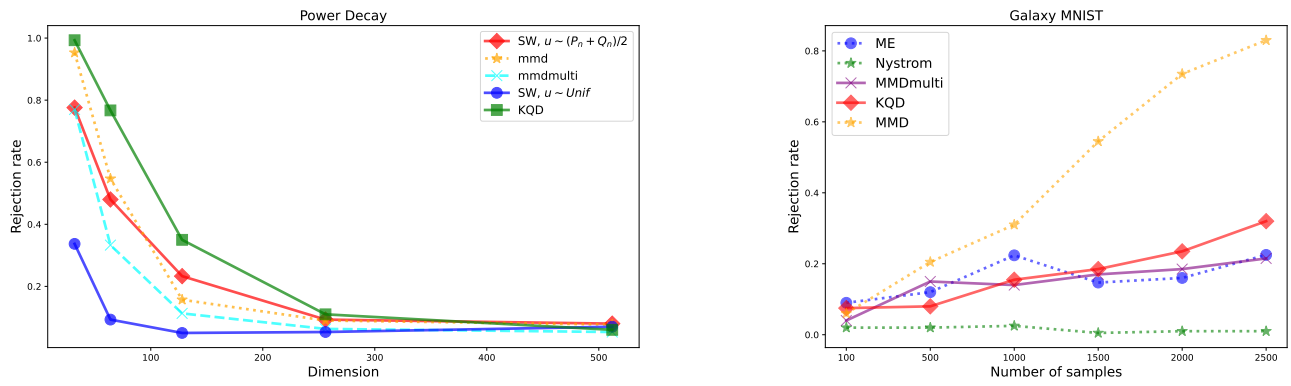 Power Decay
Rejection rate
1.0
0.8
0.6
0.4
0.2
100
200
300
400
500
Dimension
SW, u ~ (Pₙ + Qₙ)/2
mmd
mmdmulti
SW, u ~ Unif
KQD
Galaxy MNIST
Rejection rate
0.8
0.6
0.4
0.2
0.0
100
500
1000
1500
2000
2500
Number of samples
ME
Nystrom
MMDmulti
KQD
MMD